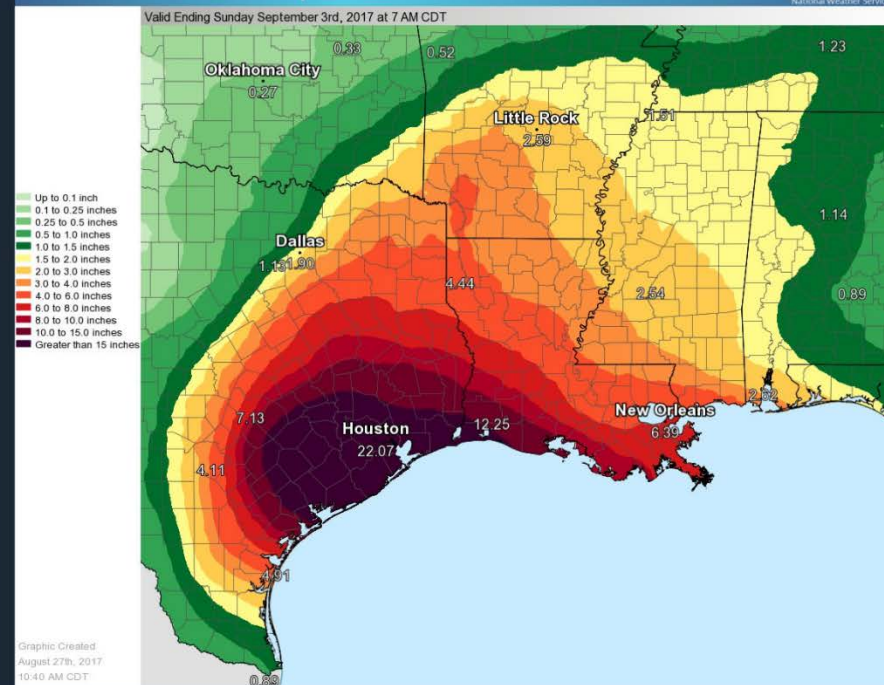 National Weather Servi
Valid Ending Sunday September 3rd, 2017 at 7 AM CDT
0.33
0.52
1.23
Oklahoma City
0.27
Little Rock
2.59
1.51
Up to 0.1 inch
0.1 to 0.25 inches
0.25 to 0.5 inches
0.5 to 1.0 inches
1.0 to 1.5 inches
1.5 to 2.0 inches
2.0 to 3.0 inches
3.0 to 4.0 inches
4.0 to 6.0 inches
6.0 to 8.0 inches
8.0 to 10.0 inches
10.0 to 15.0 inches
Greater than 15 inches
1.14
Dallas
1.13
1.90
4.44
2.54
0.89
7.13
Houston
22.07
12.25
New Orleans
6.39
2.62
4.11
4.91
0.89
Graphic Created
August 27th, 2017
10:40 AM CDT